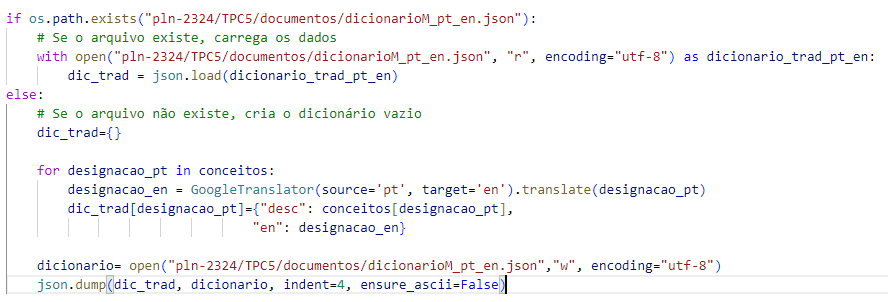 if os.path.exists("pln-2324/TPC5/documentos/dicionarioM_pt_en.json"):
    # Se o arquivo existe, carrega os dados
    with open("pln-2324/TPC5/documentos/dicionarioM_pt_en.json", "r", encoding="utf-8") as dicionario_trad_pt_en:
        dic_trad = json.load(dicionario_trad_pt_en)
else:
    # Se o arquivo não existe, cria o dicionário vazio
    dic_trad={}

    for designacao_pt in conceitos:
        designacao_en = GoogleTranslator(source='pt', target='en').translate(designacao_pt)
        dic_trad[designacao_pt]={"desc": conceitos[designacao_pt],
                                "en": designacao_en}

    dicionario= open("pln-2324/TPC5/documentos/dicionarioM_pt_en.json","w", encoding="utf-8")
    json.dump(dic_trad, dicionario, indent=4, ensure_ascii=False)